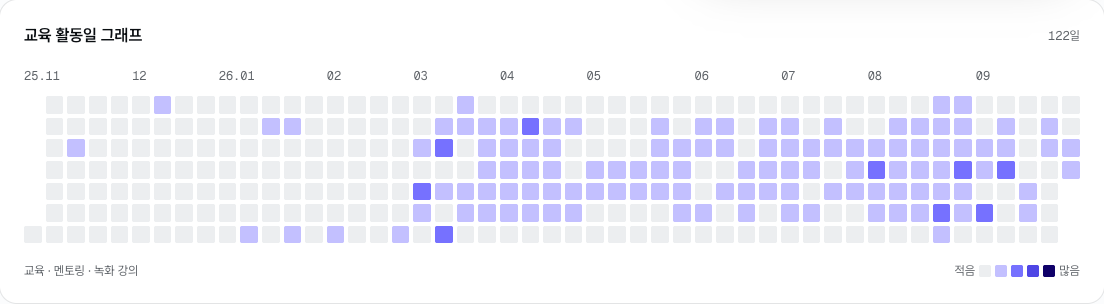 교육 활동일 그래프
122일
25.11 12 26.01 02 03 04 05 06 07 08 09
교육 · 멘토링 · 녹화 강의
적음 많음